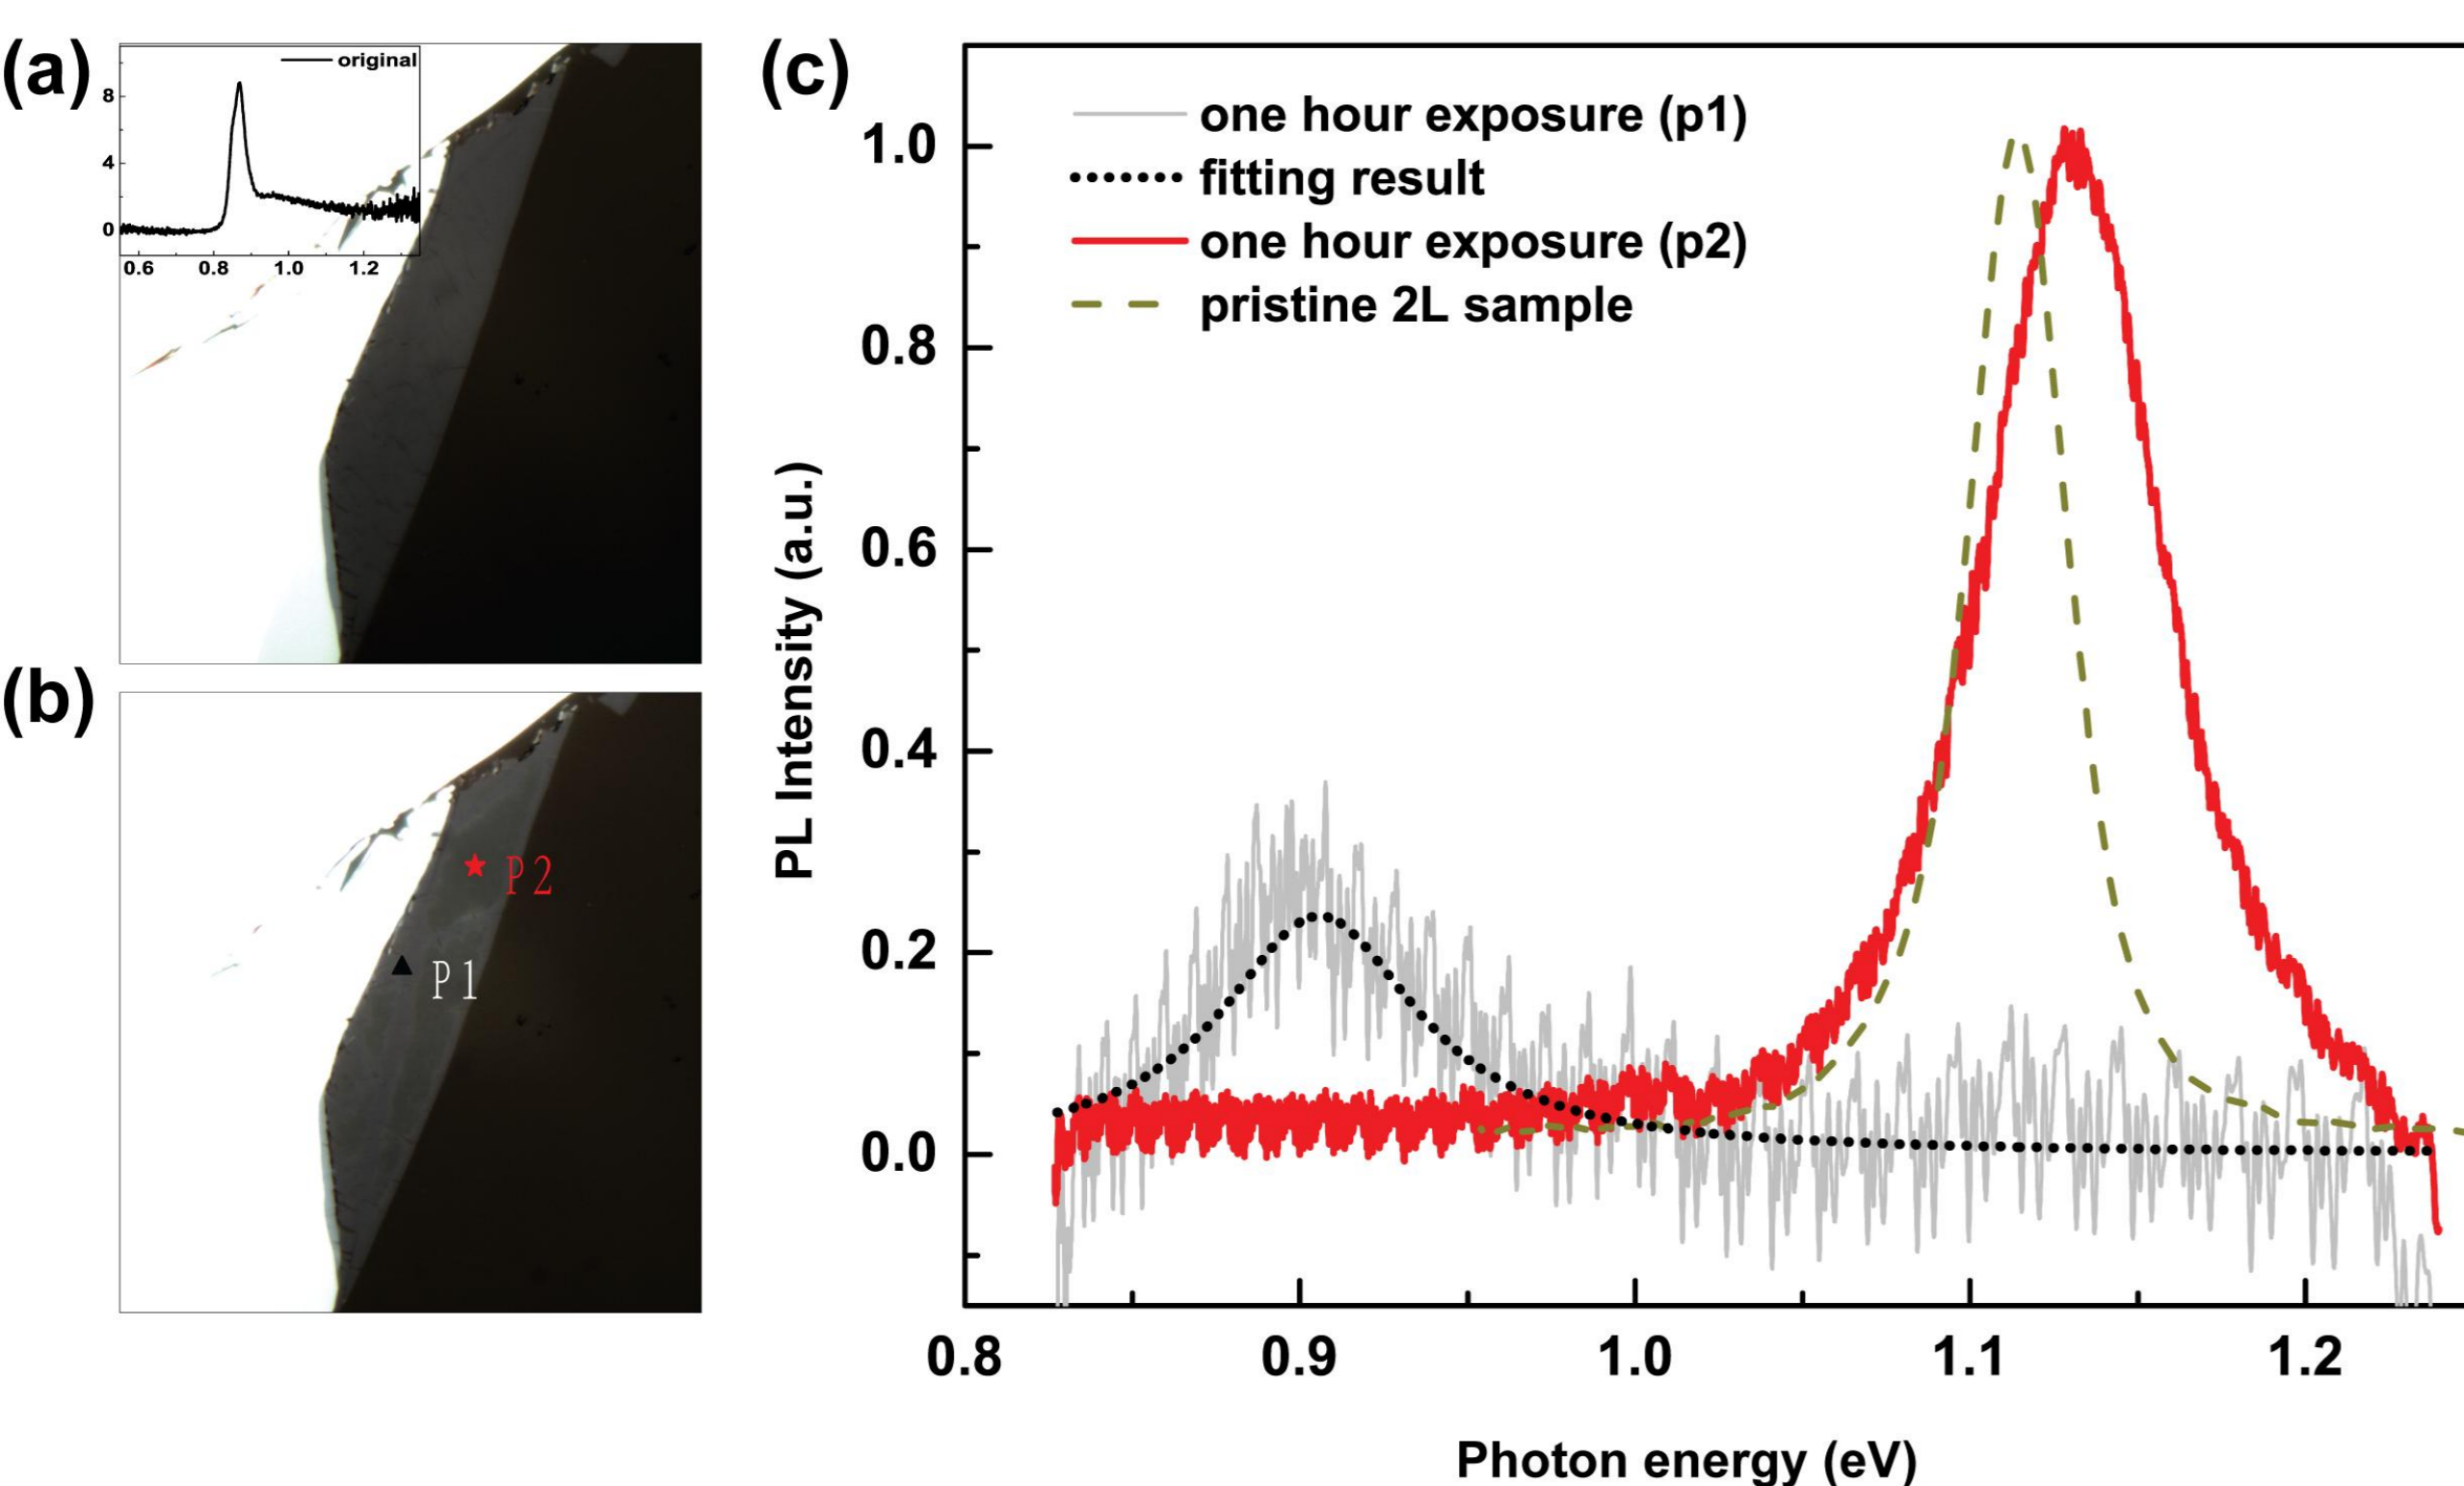 (a)
original
8
4
0
0.6 0.8 1.0 1.2
(b)
P2
P1
(c)
one hour exposure (p1)
fitting result
one hour exposure (p2)
pristine 2L sample
1.0
0.8
0.6
0.4
0.2
0.0
PL Intensity (a.u.)
0.8 0.9 1.0 1.1 1.2
Photon energy (eV)